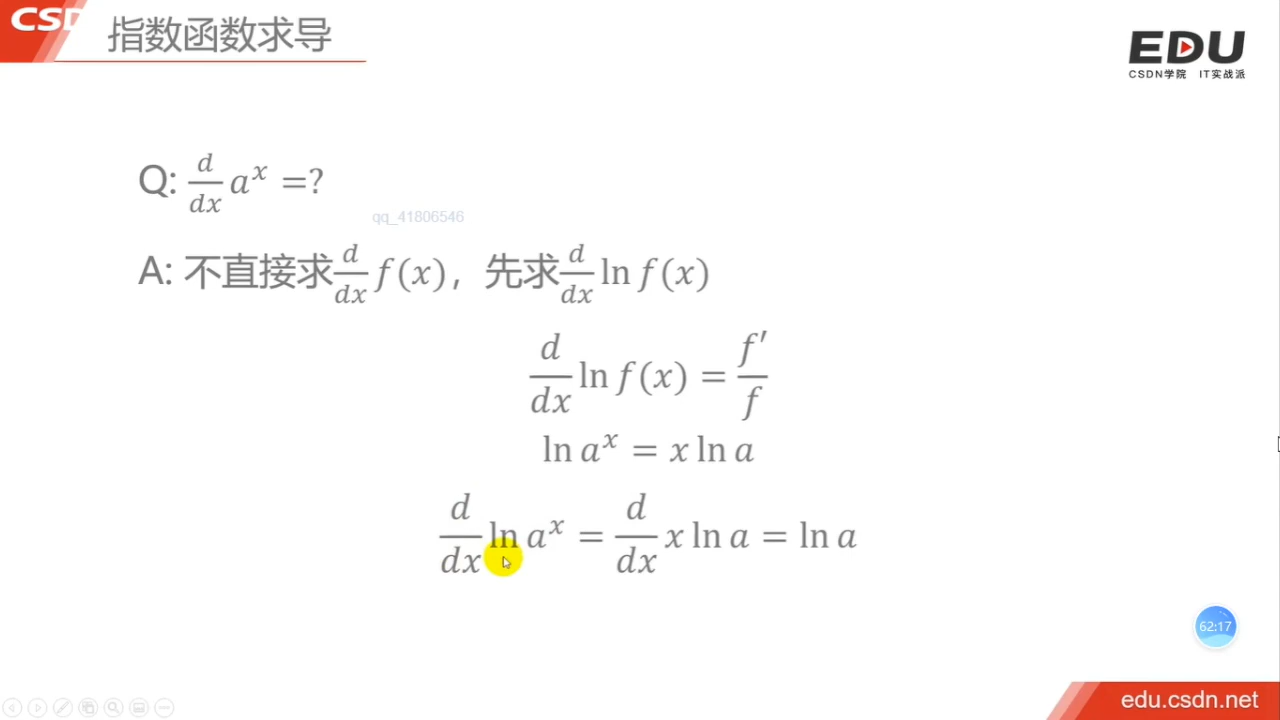 CSD
指数函数求导
EDU
CSDN学院 IT实战派
Q: d/dx a^x =?
qq_41806546
A: 不直接求 d/dx f(x)，先求 d/dx ln f(x)
d/dx ln f(x) = f′/f
ln a^x = x ln a
d/dx ln a^x = d/dx x ln a = ln a
62:17
edu.csdn.net